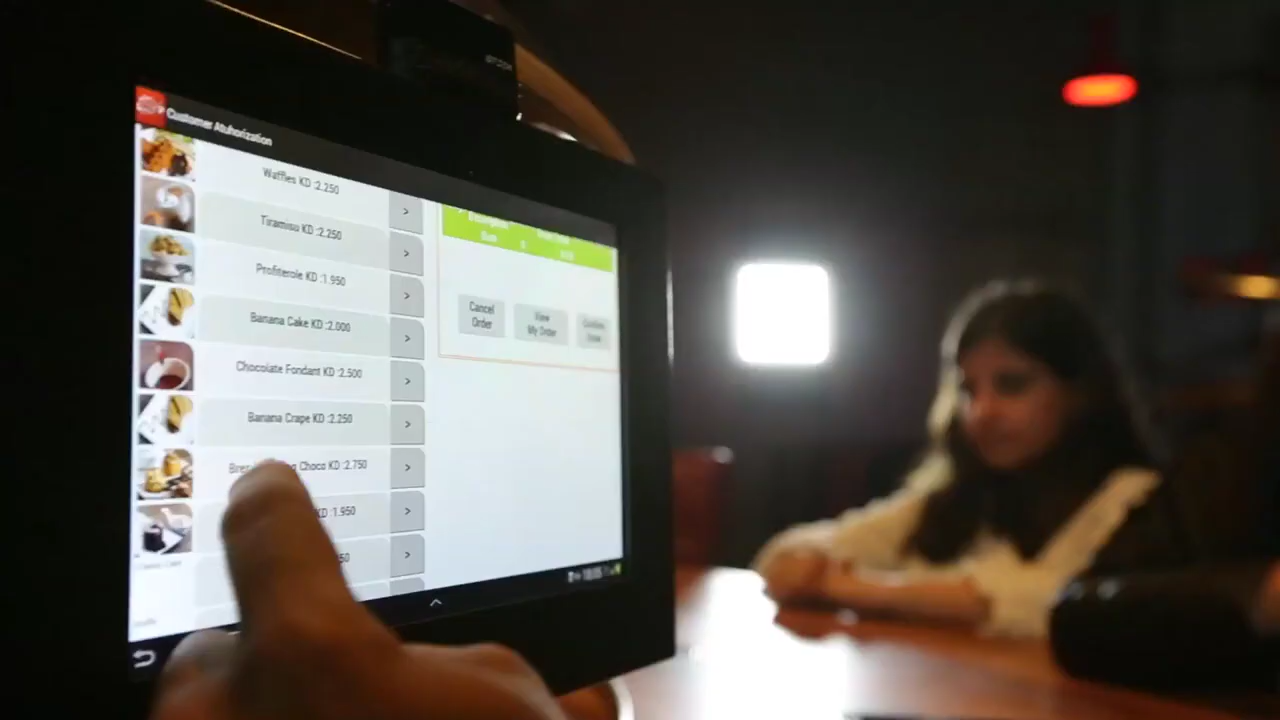 Customer Atuhorization
Waffles KD :2.250
Tiramisu KD :2.250
Profiterole KD :1.950
Banana Cake KD :2.000
Chocolate Fondant KD :2.500
Banana Crape KD :2.250
Choco KD :2.750
KD :1.950
Cancel
Order
View
My Order